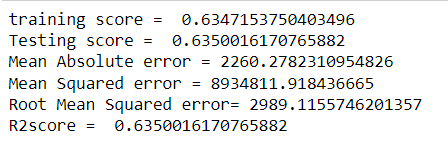 training score =  0.6347153750403496
Testing score =  0.6350016170765882
Mean Absolute error = 2260.2782310954826
Mean Squared error = 8934811.918436665
Root Mean Squared error= 2989.1155746201357
R2score =  0.6350016170765882